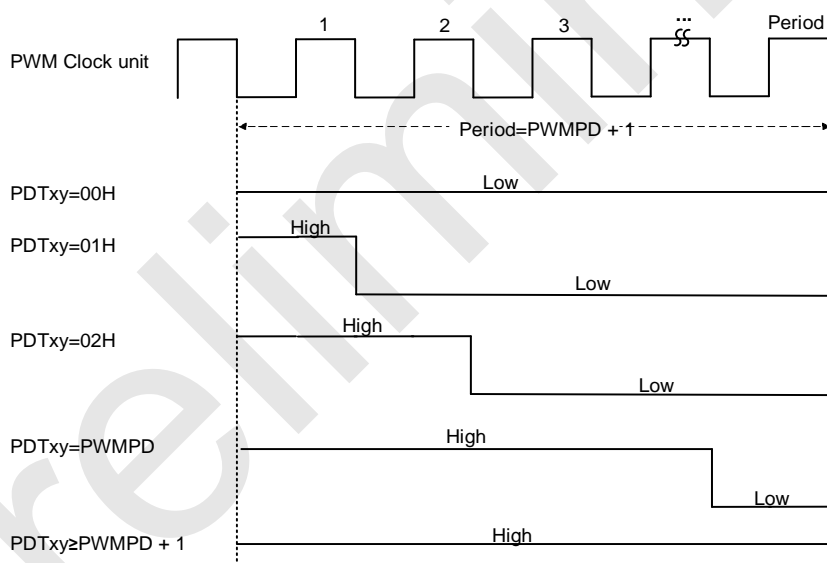 1 2 3 ... Period
PWM Clock unit
Period=PWMPD + 1
PDTxy=00H
Low
PDTxy=01H
High
Low
PDTxy=02H
High
Low
PDTxy=PWMPD
High
Low
PDTxy≥PWMPD + 1
High
relimi